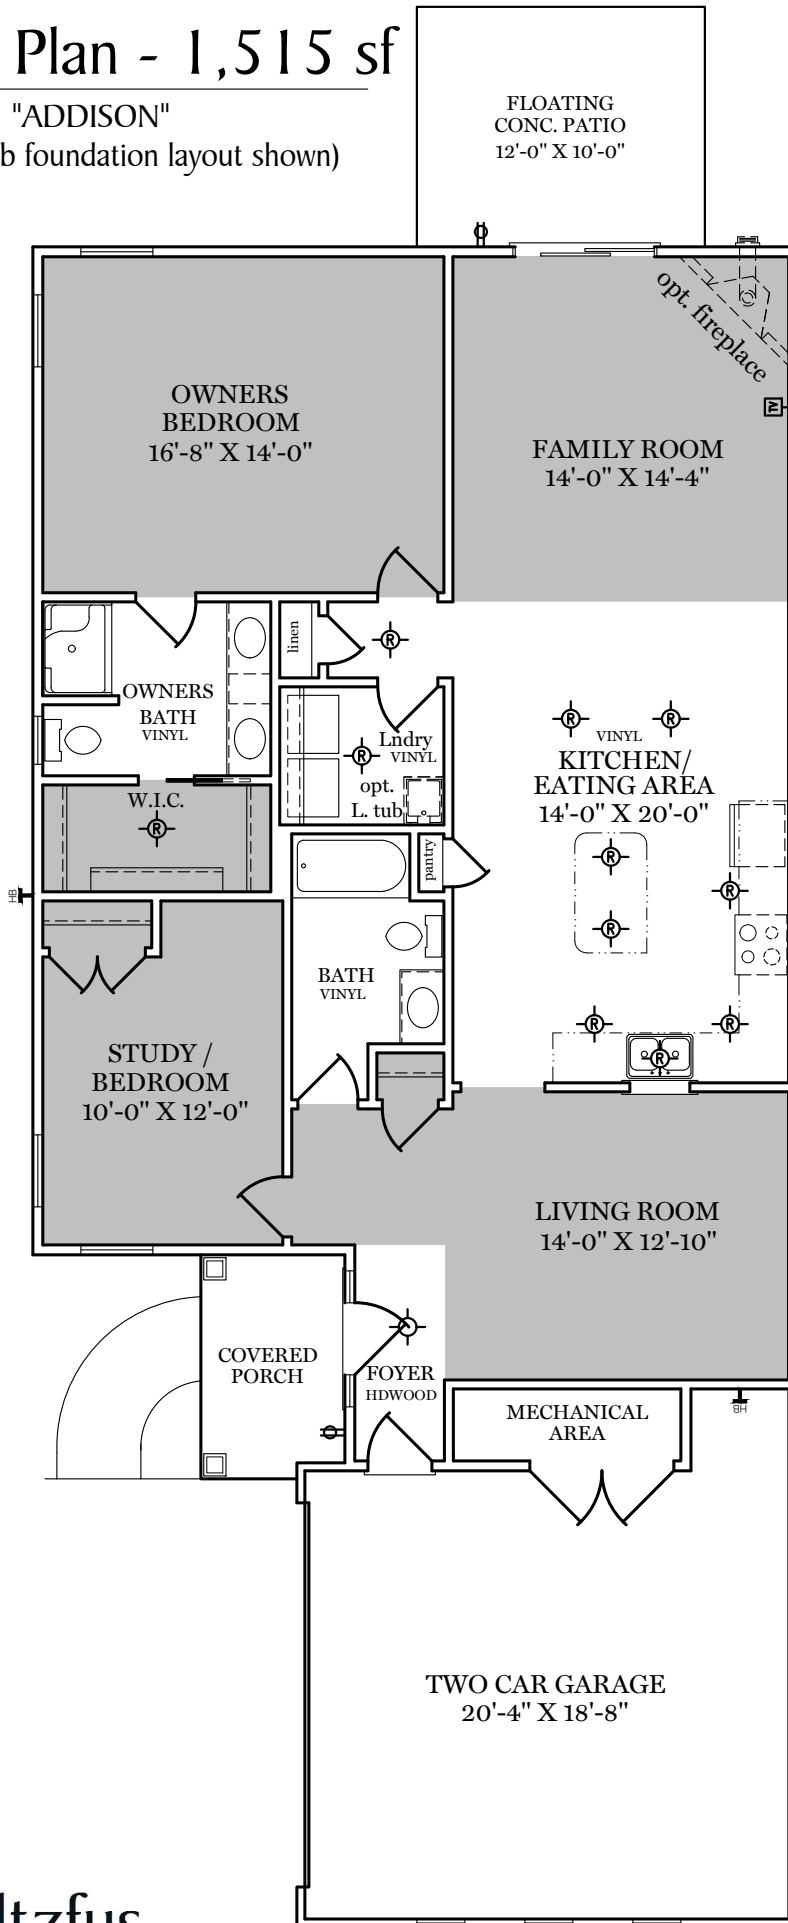 Plan - 1,515 sf
"ADDISON"
b foundation layout shown)
FLOATING
CONC. PATIO
12'-0" X 10'-0"
opt. fireplace
TV
OWNERS
BEDROOM
16'-8" X 14'-0"
FAMILY ROOM
14'-0" X 14'-4"
linen
R
OWNERS
BATH
VINYL
R
Lndry
VINYL
opt.
L. tub
R
R
VINYL
KITCHEN/
EATING AREA
14'-0" X 20'-0"
W.I.C.
R
pantry
R
R
R
HB
BATH
VINYL
R
R
R
STUDY /
BEDROOM
10'-0" X 12'-0"
LIVING ROOM
14'-0" X 12'-10"
COVERED
PORCH
FOYER
HDWOOD
HB
MECHANICAL
AREA
TWO CAR GARAGE
20'-4" X 18'-8"
ltzfus